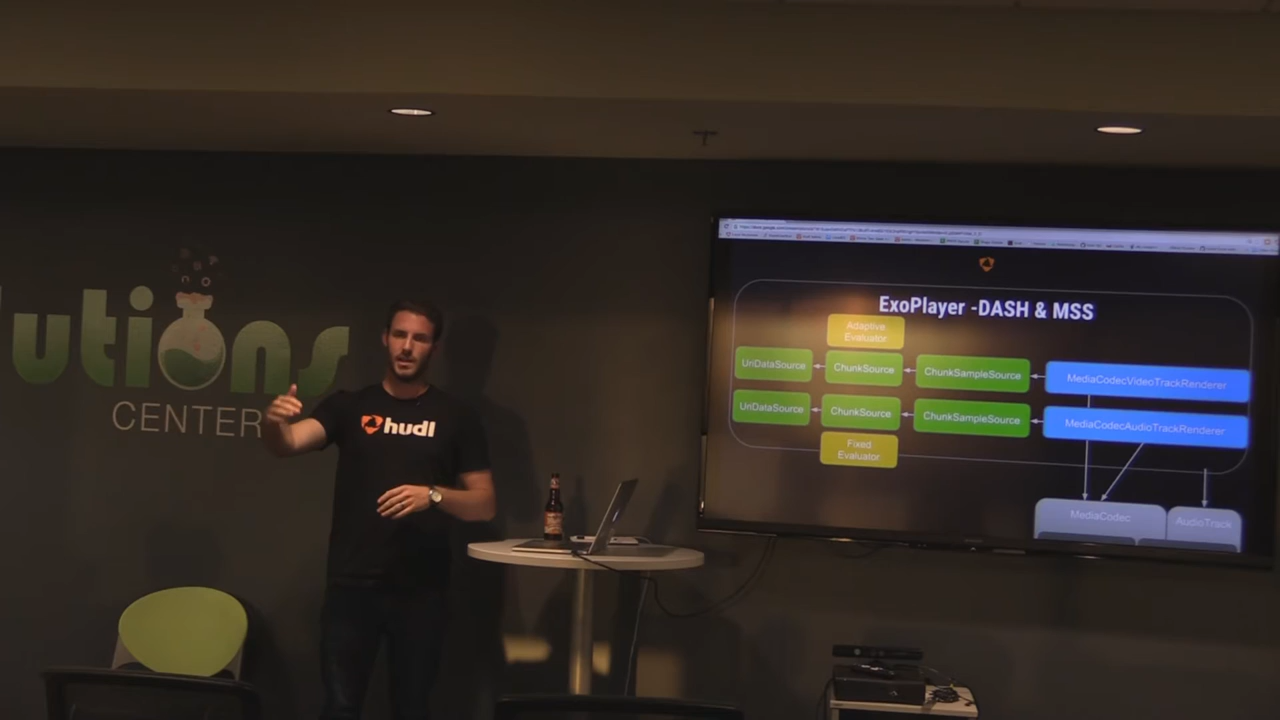 utions
CENTER
hudl
ExoPlayer -DASH & MSS
Adaptive
Evaluator
UriDataSource
ChunkSource
ChunkSampleSource
MediaCodecVideoTrackRenderer
UriDataSource
ChunkSource
ChunkSampleSource
MediaCodecAudioTrackRenderer
Fixed
Evaluator
MediaCodec
AudioTrack